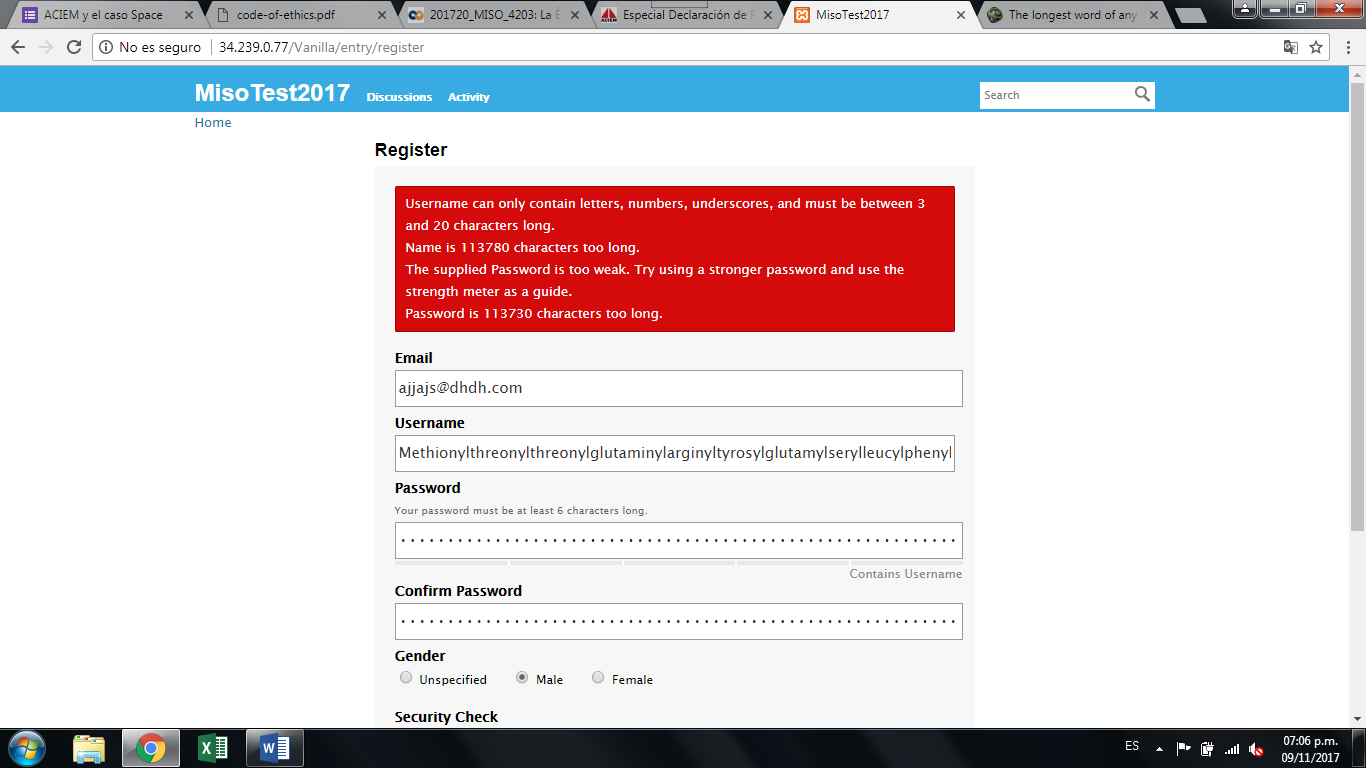 ACIEM y el caso Space
code-of-ethics.pdf
201720_MISO_4203: La É
Especial Declaración de F
MisoTest2017
The longest word of any
No es seguro 34.239.0.77/Vanilla/entry/register
MisoTest2017 Discussions Activity Search
Home
Register
Username can only contain letters, numbers, underscores, and must be between 3
and 20 characters long.
Name is 113780 characters too long.
The supplied Password is too weak. Try using a stronger password and use the
strength meter as a guide.
Password is 113730 characters too long.
Email
ajjajs@dhdh.com
Username
Methionylthreonylthreonylglutaminylarginyltyrosylglutamylserylleucylphenyl
Password
Your password must be at least 6 characters long.
Contains Username
Confirm Password
Gender
Unspecified Male Female
Security Check
ES 07:06 p.m.
09/11/2017